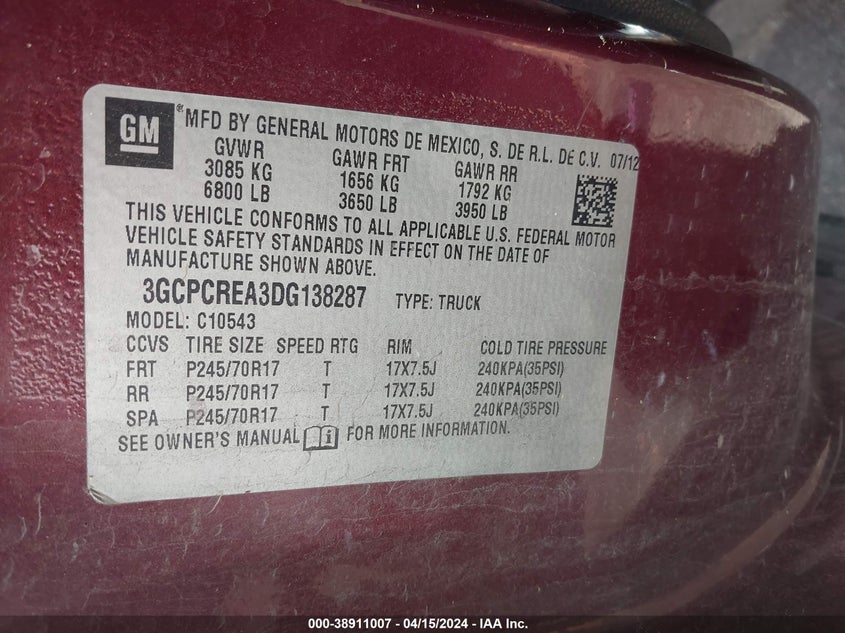 GM
® MFD BY GENERAL MOTORS DE MEXICO, S. DE R.L. DE C.V. 07/12
GVWR GAWR FRT GAWR RR
3085 KG 1656 KG 1792 KG
6800 LB 3650 LB 3950 LB
THIS VEHICLE CONFORMS TO ALL APPLICABLE U.S. FEDERAL MOTOR
VEHICLE SAFETY STANDARDS IN EFFECT ON THE DATE OF
MANUFACTURE SHOWN ABOVE.
3GCPCREA3DG138287 TYPE: TRUCK
MODEL: C10543
CCVS TIRE SIZE SPEED RTG RIM COLD TIRE PRESSURE
FRT P245/70R17 T 17X7.5J 240KPA(35PSI)
RR P245/70R17 T 17X7.5J 240KPA(35PSI)
SPA P245/70R17 T 17X7.5J 240KPA(35PSI)
SEE OWNER'S MANUAL FOR MORE INFORMATION.
000-38911007 - 04/15/2024 - IAA Inc.